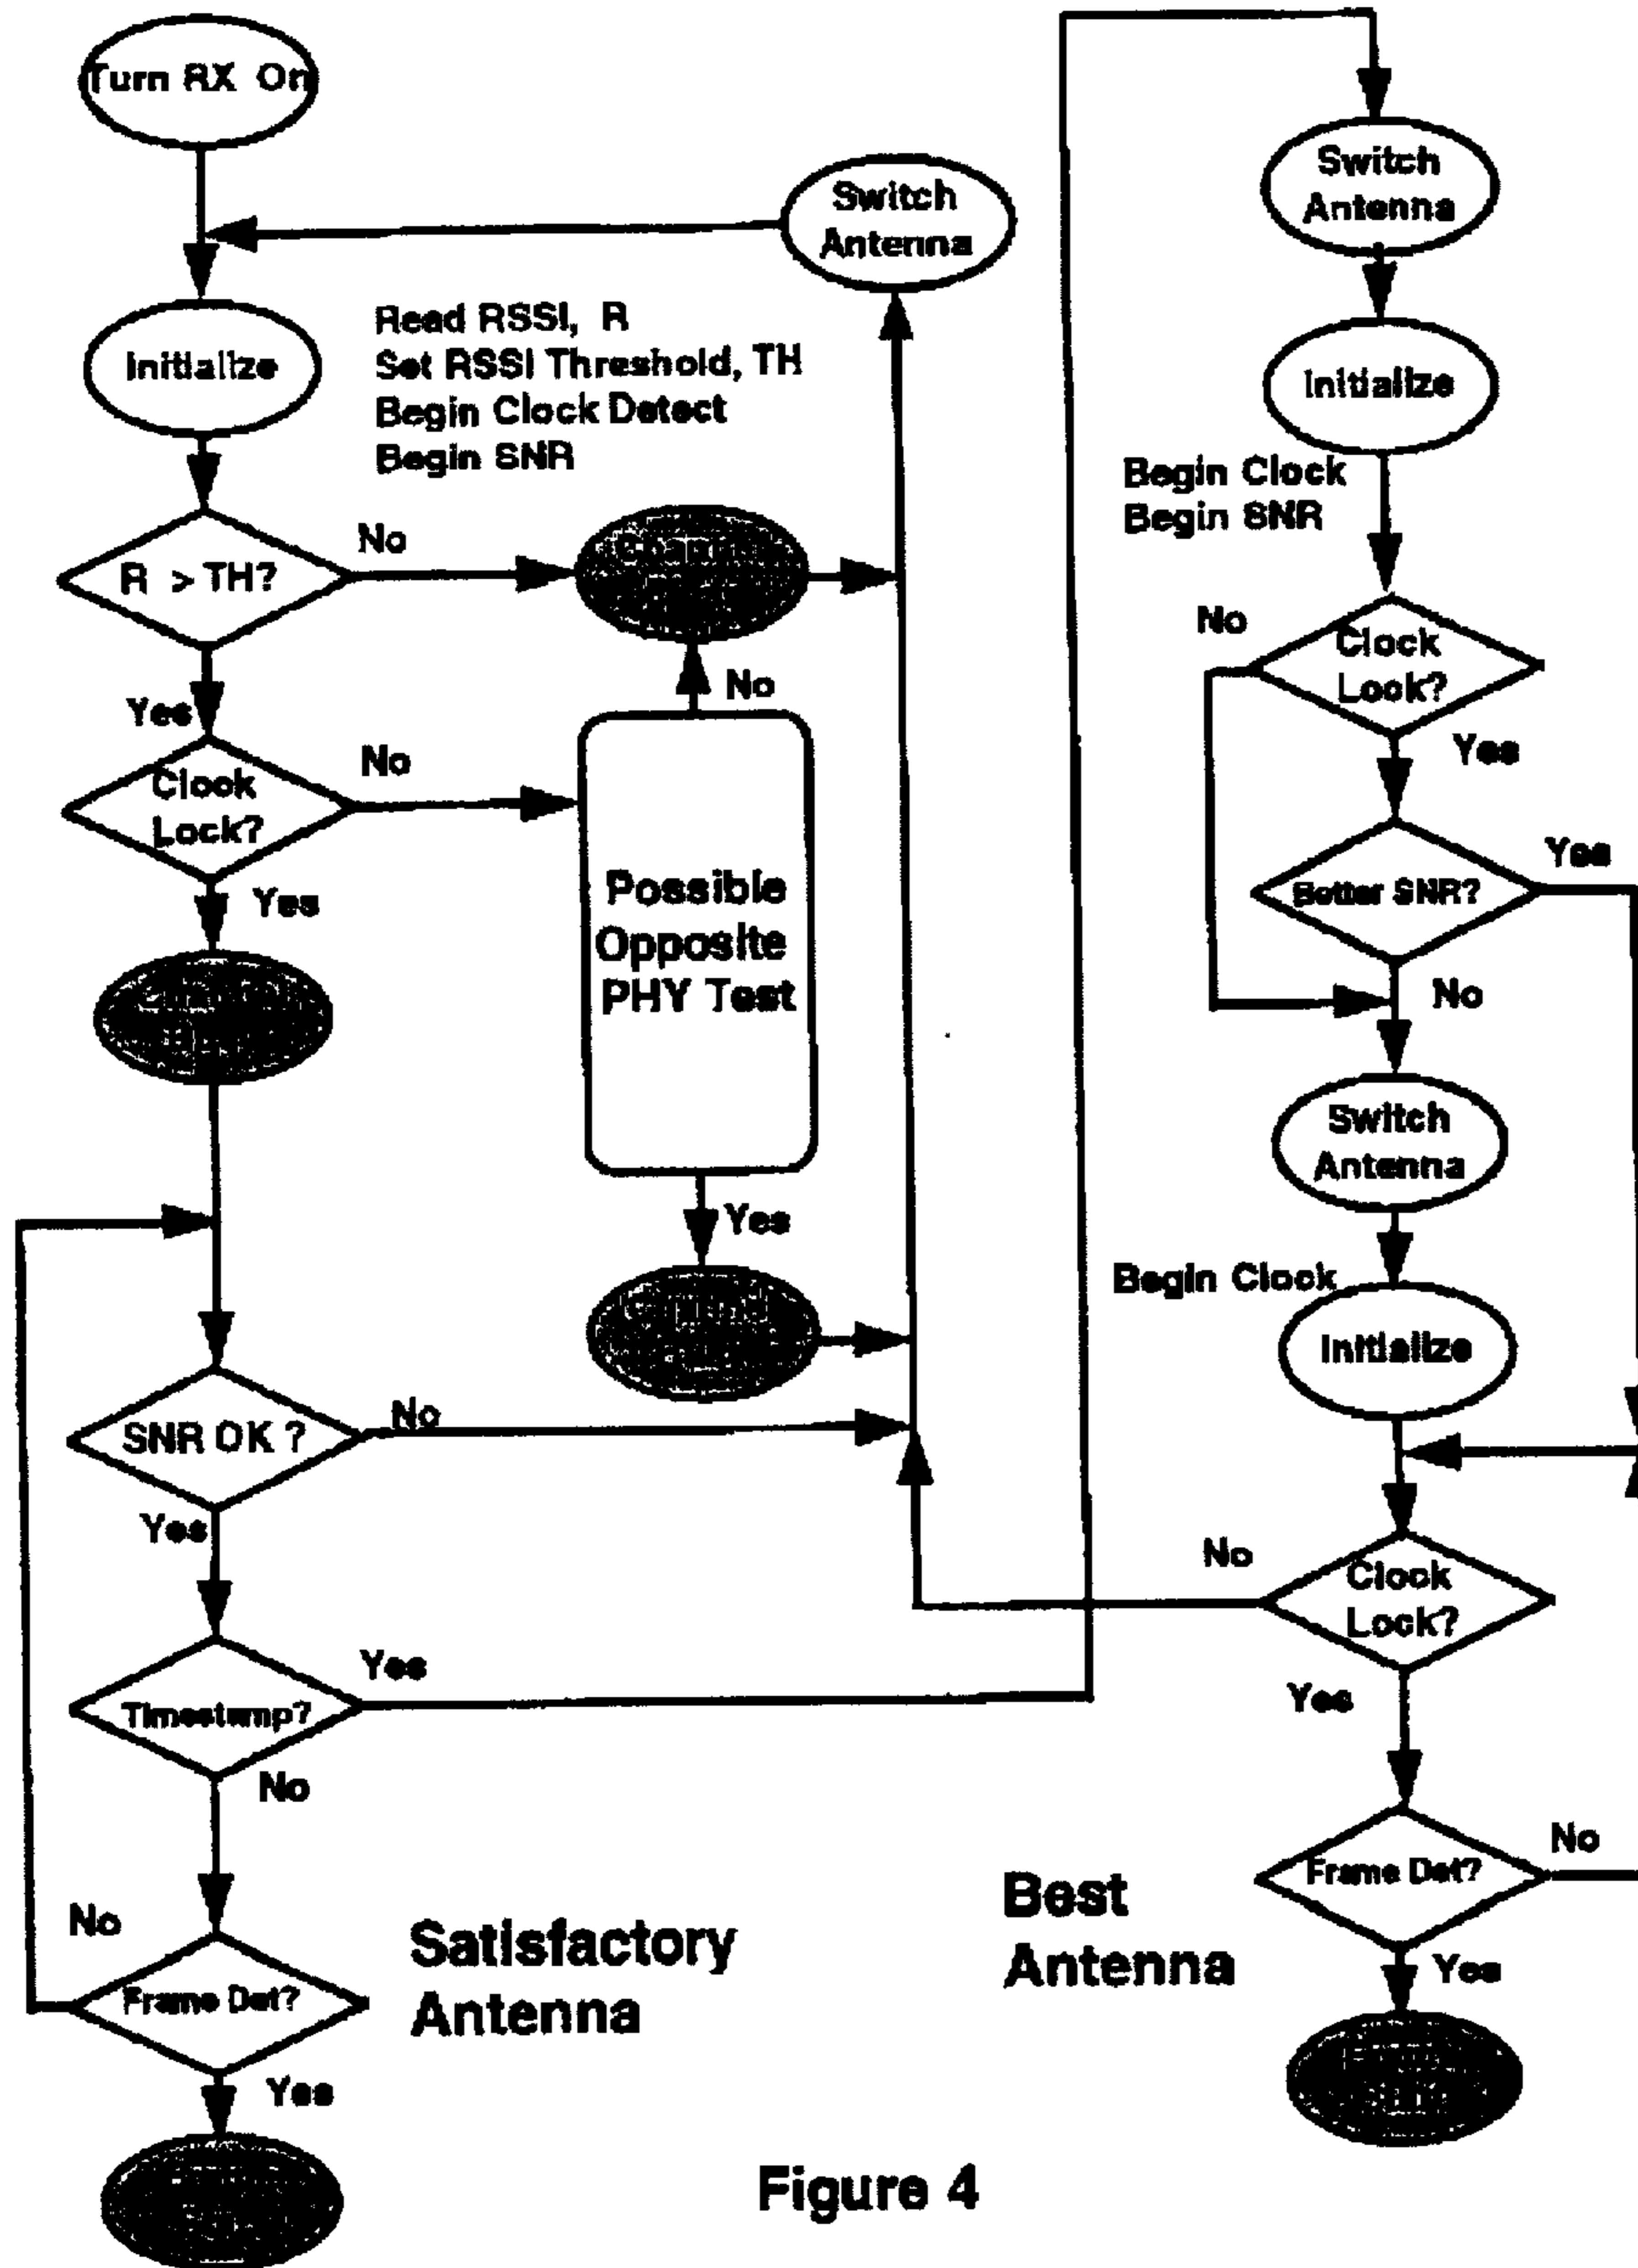 Turn RX On
Switch
Antenna
Initialize
Read RSSI, R
Set RSSI Threshold, TH
Begin Clock Detect
Begin SNR
R > TH?
No
Yes
No
Clock
Lock?
No
Yes
Possible
Opposite
PHY Test
Yes
SNR OK ?
No
Yes
Timestamp?
Yes
No
Frame Det?
No
Yes
Satisfactory
Antenna
Switch
Antenna
Initialize
Begin Clock
Begin SNR
Clock
Lock?
No
Yes
Better SNR?
Yes
No
Switch
Antenna
Begin Clock
Initialize
Clock
Lock?
No
Yes
Frame Det?
No
Yes
Best
Antenna
Figure 4